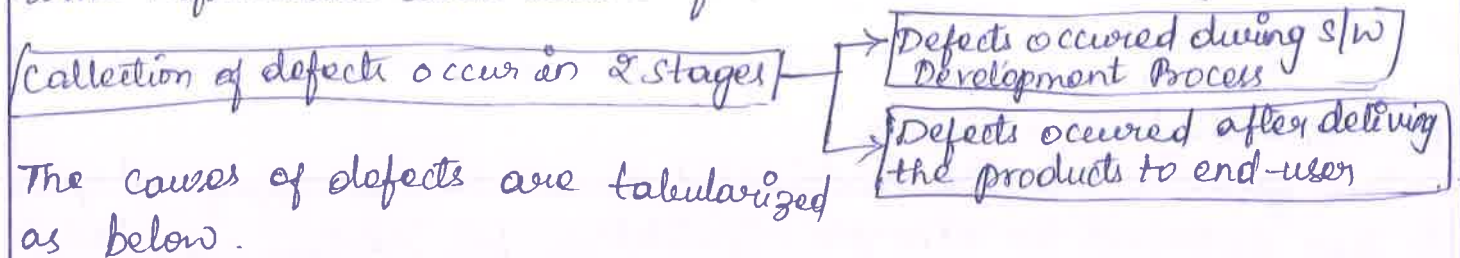 Collection of defects occur in 2 stages
Defects occured during S/W
Development Process
Defects occured after deliving
the products to end-user
The causes of defects are tabularized
as below.